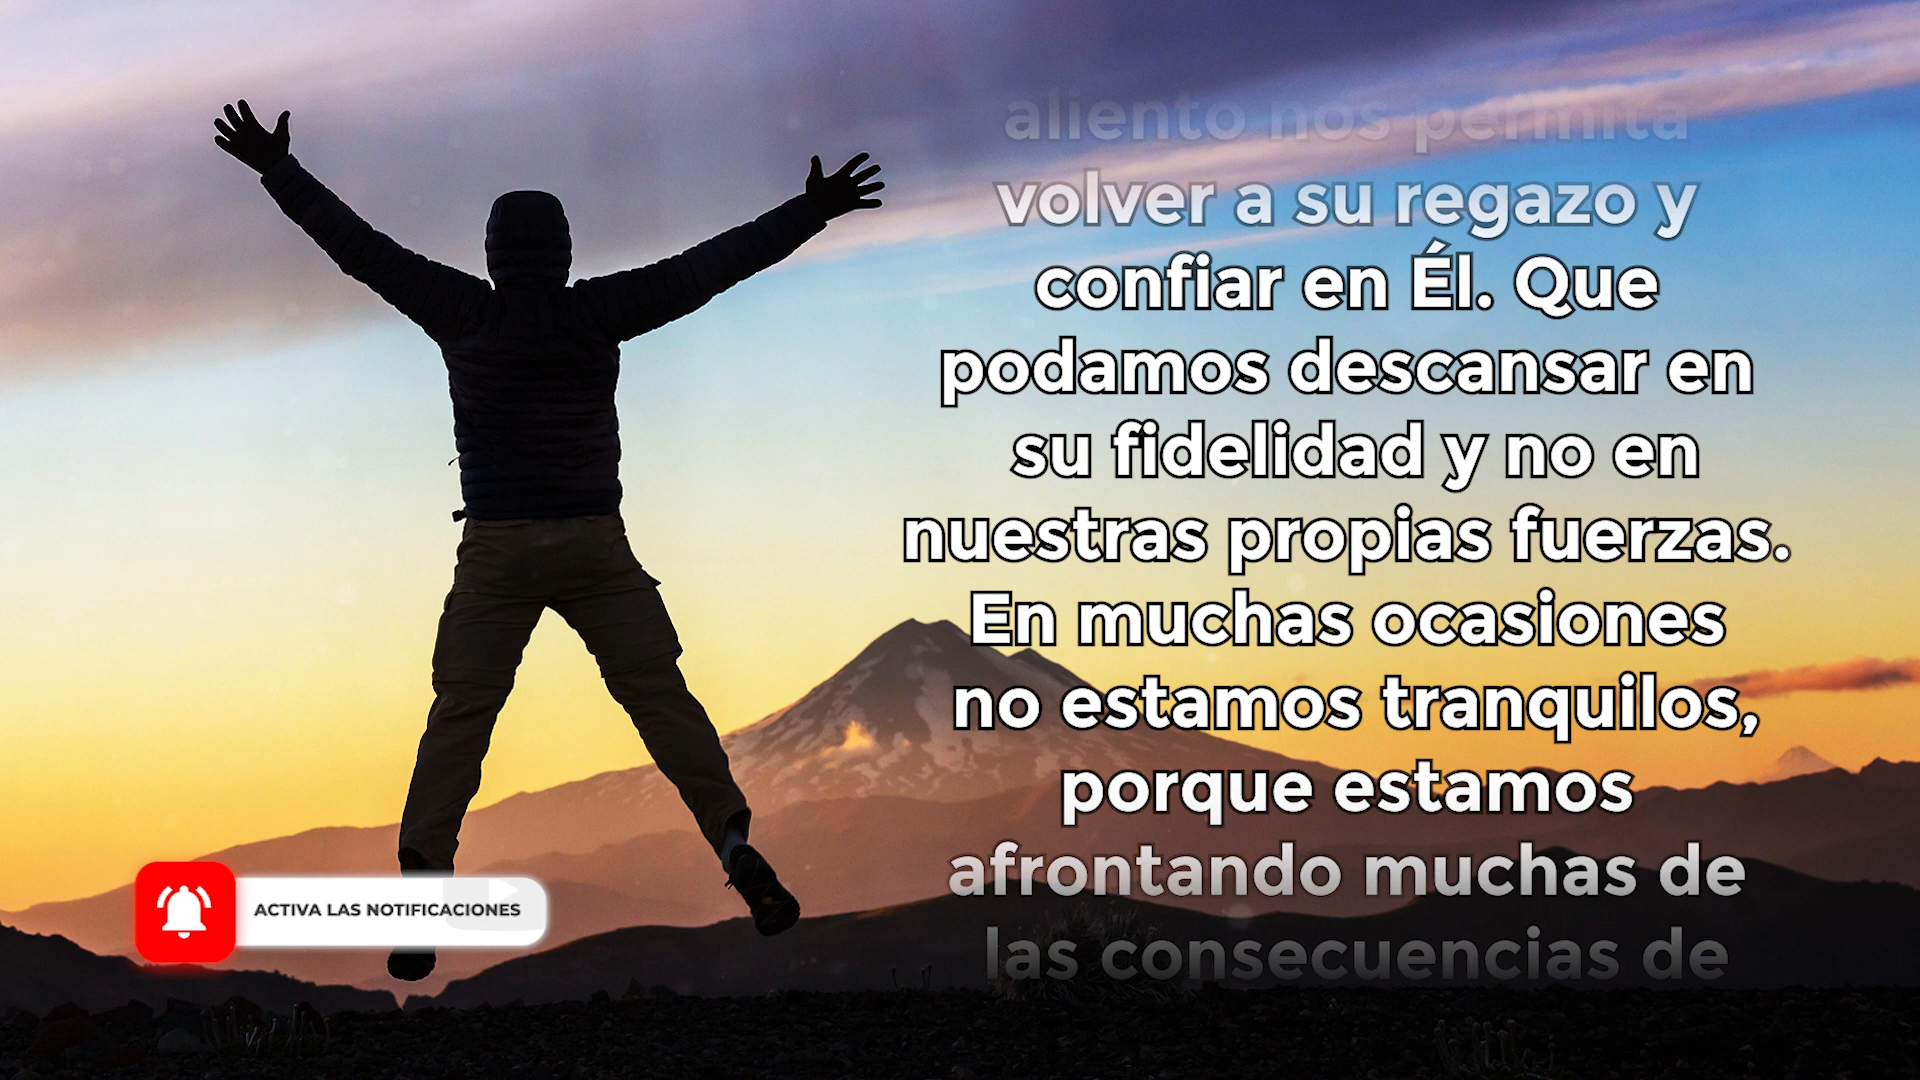 aliento nos permita
volver a su regazo y
confiar en Él. Que
podamos descansar en
su fidelidad y no en
nuestras propias fuerzas.
En muchas ocasiones
no estamos tranquilos,
porque estamos
afrontando muchas de
las consecuencias de
ACTIVA LAS NOTIFICACIONES